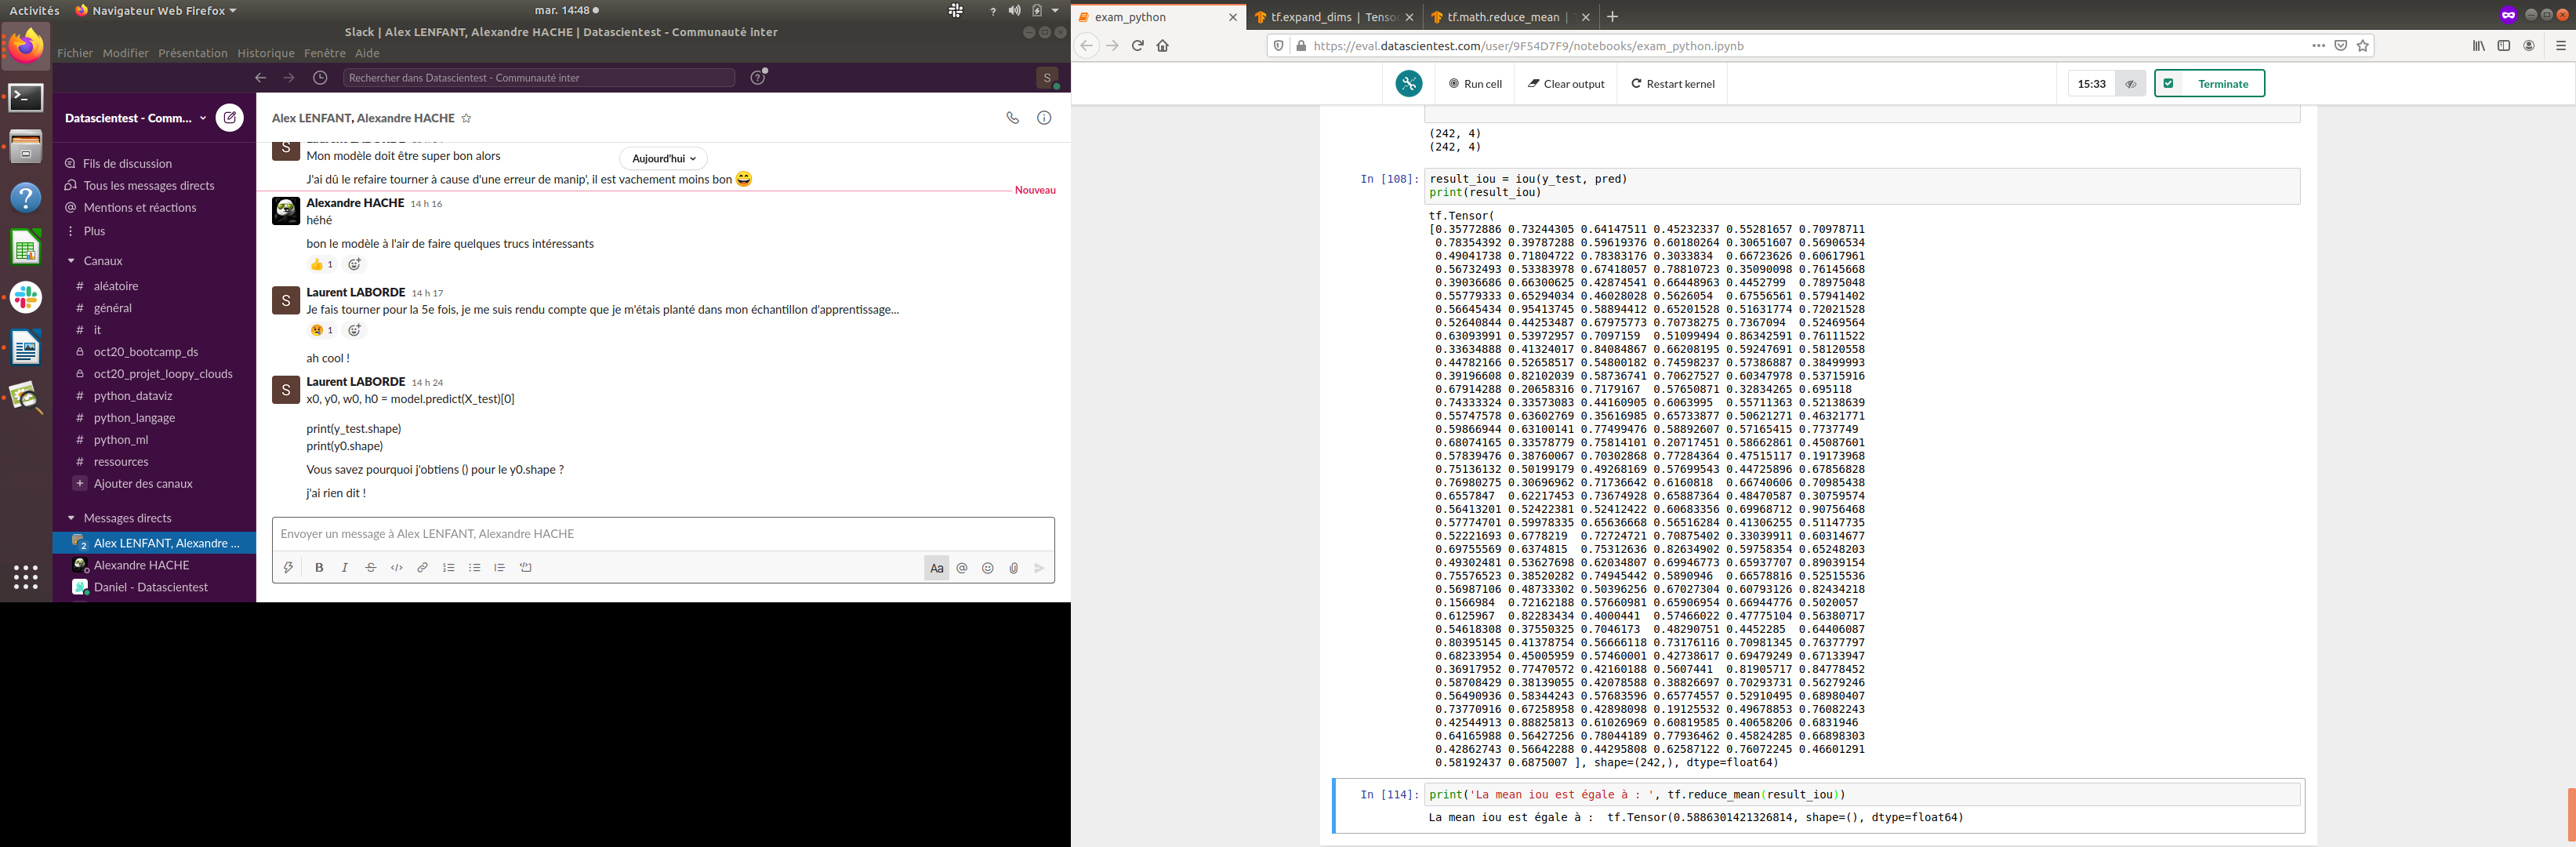 Activités
Navigateur Web Firefox
mar. 14:48
Slack | Alex LENFANT, Alexandre HACHE | Datascientest - Communauté inter
Fichier Modifier Présentation Historique Fenêtre Aide
Rechercher dans Datascientest - Communauté inter
S
Datascientest - Comm...
Fils de discussion
Tous les messages directs
Mentions et réactions
Plus
Canaux
# aléatoire
# général
# it
oct20_bootcamp_ds
oct20_projet_loopy_clouds
# python_dataviz
# python_langage
# python_ml
# ressources
+ Ajouter des canaux
Messages directs
2 Alex LENFANT, Alexandre ...
Alexandre HACHE
Daniel - Datascientest
Alex LENFANT, Alexandre HACHE
S
Mon modèle doit être super bon alors
Aujourd'hui
J'ai dû le refaire tourner à cause d'une erreur de manip', il est vachement moins bon 😄
Nouveau
Alexandre HACHE 14 h 16
héhé
bon le modèle à l'air de faire quelques trucs intéressants
👍 1
S
Laurent LABORDE 14 h 17
Je fais tourner pour la 5e fois, je me suis rendu compte que je m'étais planté dans mon échantillon d'apprentissage...
1
ah cool !
S
Laurent LABORDE 14 h 24
x0, y0, w0, h0 = model.predict(X_test)[0]
print(y_test.shape)
print(y0.shape)
Vous savez pourquoi j'obtiens () pour le y0.shape ?
j'ai rien dit !
Envoyer un message à Alex LENFANT, Alexandre HACHE
B I S </> Aa @
exam_python
tf.expand_dims | Tensor
tf.math.reduce_mean |
https://eval.datascientest.com/user/9F54D7F9/notebooks/exam_python.ipynb
Run cell
Clear output
Restart kernel
15:33
Terminate
(242, 4)
(242, 4)
In [108]: result_iou = iou(y_test, pred)
print(result_iou)
tf.Tensor(
[0.35772886 0.73244305 0.64147511 0.45232337 0.55281657 0.70978711
0.78354392 0.39787288 0.59619376 0.60180264 0.30651607 0.56906534
0.49041738 0.71804722 0.78383176 0.3033834 0.66723626 0.60617961
0.56732493 0.53383978 0.67418057 0.78810723 0.35090098 0.76145668
0.39036686 0.66300625 0.42874541 0.66448963 0.4452799 0.78975048
0.55779333 0.65294034 0.46028028 0.5626054 0.67556561 0.57941402
0.56645434 0.95413745 0.58894412 0.65201528 0.51631774 0.72021528
0.52640844 0.44253487 0.67975773 0.70738275 0.7367094 0.52469564
0.63093991 0.53972957 0.7097159 0.51099494 0.86342591 0.76111522
0.33634888 0.41324017 0.84084867 0.66208195 0.59247691 0.58120558
0.44782166 0.52658517 0.54800182 0.74598237 0.57386887 0.38499993
0.39196608 0.82102039 0.58736741 0.70627527 0.60347978 0.53715916
0.67914288 0.20658316 0.7179167 0.57650871 0.32834265 0.695118
0.74333324 0.33573083 0.44160905 0.6063995 0.55711363 0.52138639
0.55747578 0.63602769 0.35616985 0.65733877 0.50621271 0.46321771
0.59866944 0.63100141 0.77499476 0.58892607 0.57165415 0.7737749
0.68074165 0.33578779 0.75814101 0.20717451 0.58662861 0.45087601
0.57839476 0.38760067 0.70302868 0.77284364 0.47515117 0.19173968
0.75136132 0.50199179 0.49268169 0.57699543 0.44725896 0.67856828
0.76980275 0.30696962 0.71736642 0.6160818 0.66740606 0.70985438
0.6557847 0.62217453 0.73674928 0.65887364 0.48470587 0.30759574
0.56413201 0.52422381 0.52412422 0.60683356 0.69968712 0.90756468
0.57774701 0.59978335 0.65636668 0.56516284 0.41306255 0.51147735
0.52221693 0.6778219 0.72724721 0.70875402 0.33039911 0.60314677
0.69755569 0.6374815 0.75312636 0.82634902 0.59758354 0.65248203
0.49302481 0.53627698 0.62034807 0.69946773 0.65937707 0.89039154
0.75576523 0.38520282 0.74945442 0.5890946 0.66578816 0.52515536
0.56987106 0.48733302 0.50396256 0.67027304 0.60793126 0.82434218
0.1566984 0.72162188 0.57660981 0.65906954 0.66944776 0.5020057
0.6125967 0.82283434 0.4000441 0.57466022 0.47775104 0.56380717
0.54618308 0.37550325 0.7046173 0.48290751 0.4452285 0.64406087
0.80395145 0.41378754 0.56666118 0.73176116 0.70981345 0.76377797
0.68233954 0.45005959 0.57460001 0.42738617 0.69479249 0.67133947
0.36917952 0.77470572 0.42160188 0.5607441 0.81905717 0.84778452
0.58708429 0.38139055 0.42078588 0.38826697 0.70293731 0.56279246
0.56490936 0.58344243 0.57683596 0.65774557 0.52910495 0.68980407
0.73770916 0.67258958 0.42898098 0.19125532 0.49678853 0.76082243
0.42544913 0.88825813 0.61026969 0.60819585 0.40658206 0.6831946
0.64165988 0.56427256 0.78044189 0.77936462 0.45824285 0.66898303
0.42862743 0.56642288 0.44295808 0.62587122 0.76072245 0.46601291
0.58192437 0.6875007 ], shape=(242,), dtype=float64)
In [114]: print('La mean iou est égale à : ', tf.reduce_mean(result_iou))
La mean iou est égale à :  tf.Tensor(0.5886301421326814, shape=(), dtype=float64)